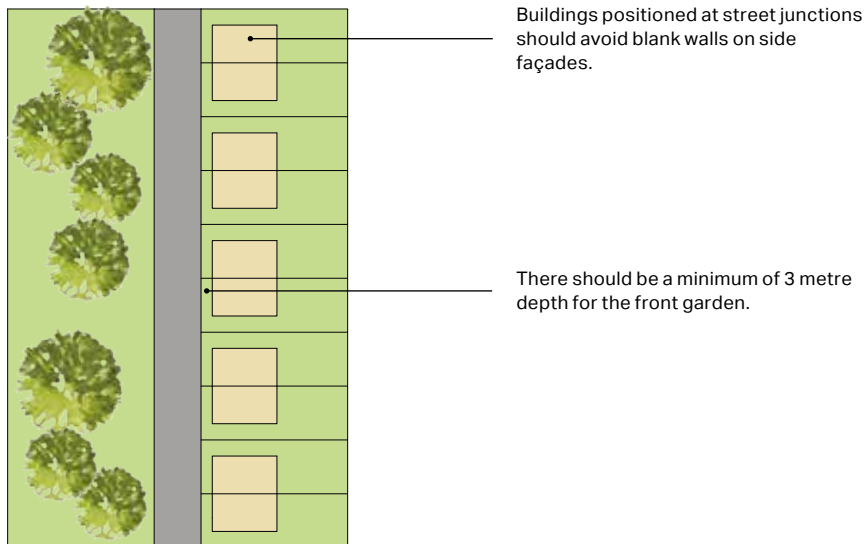 Buildings positioned at street junctions
should avoid blank walls on side
façades.
There should be a minimum of 3 metre
depth for the front garden.